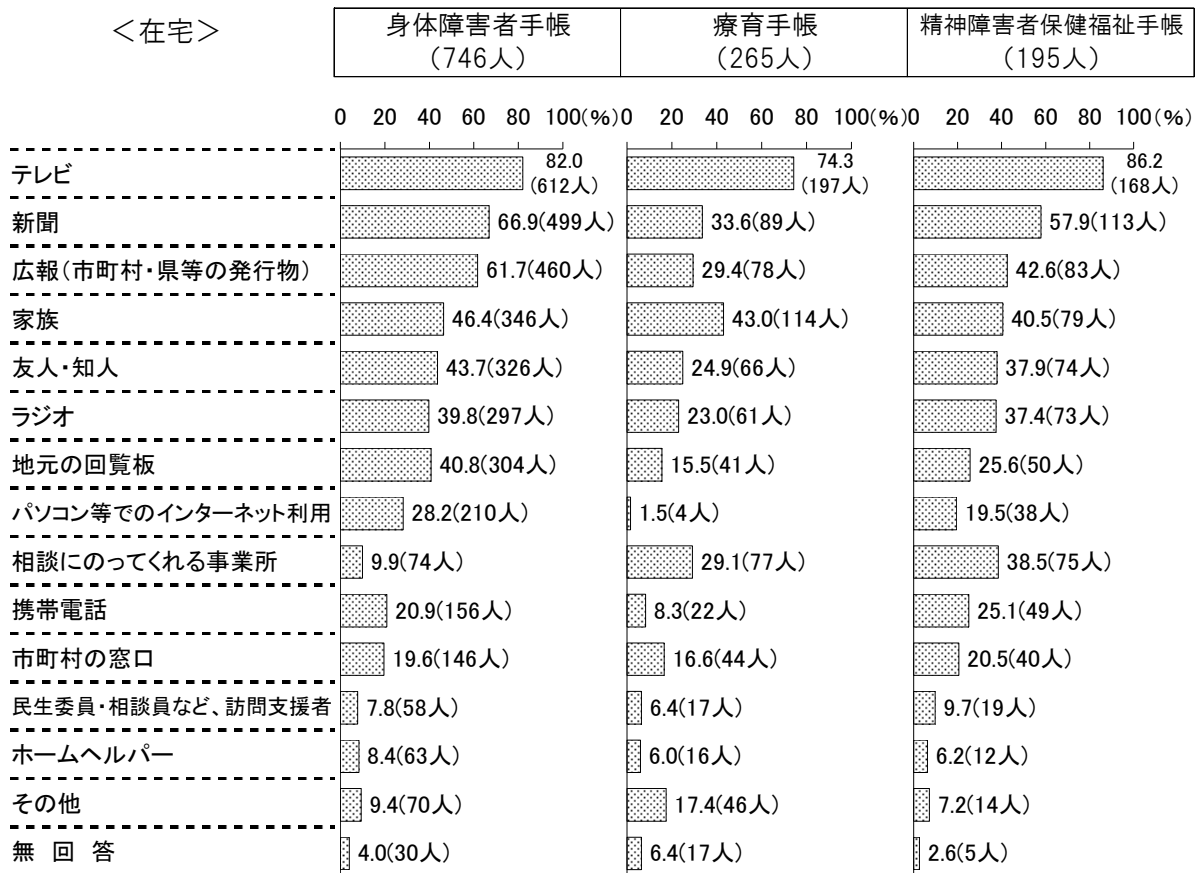 ＜在宅＞
身体障害者手帳
（746人）
療育手帳
（265人）
精神障害者保健福祉手帳
（195人）
0 20 40 60 80 100(%)
0 20 40 60 80 100(%)
0 20 40 60 80 100(%)
テレビ 82.0(612人) 74.3(197人) 86.2(168人)
新聞 66.9(499人) 33.6(89人) 57.9(113人)
広報（市町村・県等の発行物） 61.7(460人) 29.4(78人) 42.6(83人)
家族 46.4(346人) 43.0(114人) 40.5(79人)
友人・知人 43.7(326人) 24.9(66人) 37.9(74人)
ラジオ 39.8(297人) 23.0(61人) 37.4(73人)
地元の回覧板 40.8(304人) 15.5(41人) 25.6(50人)
パソコン等でのインターネット利用 28.2(210人) 1.5(4人) 19.5(38人)
相談にのってくれる事業所 9.9(74人) 29.1(77人) 38.5(75人)
携帯電話 20.9(156人) 8.3(22人) 25.1(49人)
市町村の窓口 19.6(146人) 16.6(44人) 20.5(40人)
民生委員・相談員など、訪問支援者 7.8(58人) 6.4(17人) 9.7(19人)
ホームヘルパー 8.4(63人) 6.0(16人) 6.2(12人)
その他 9.4(70人) 17.4(46人) 7.2(14人)
無 回 答 4.0(30人) 6.4(17人) 2.6(5人)